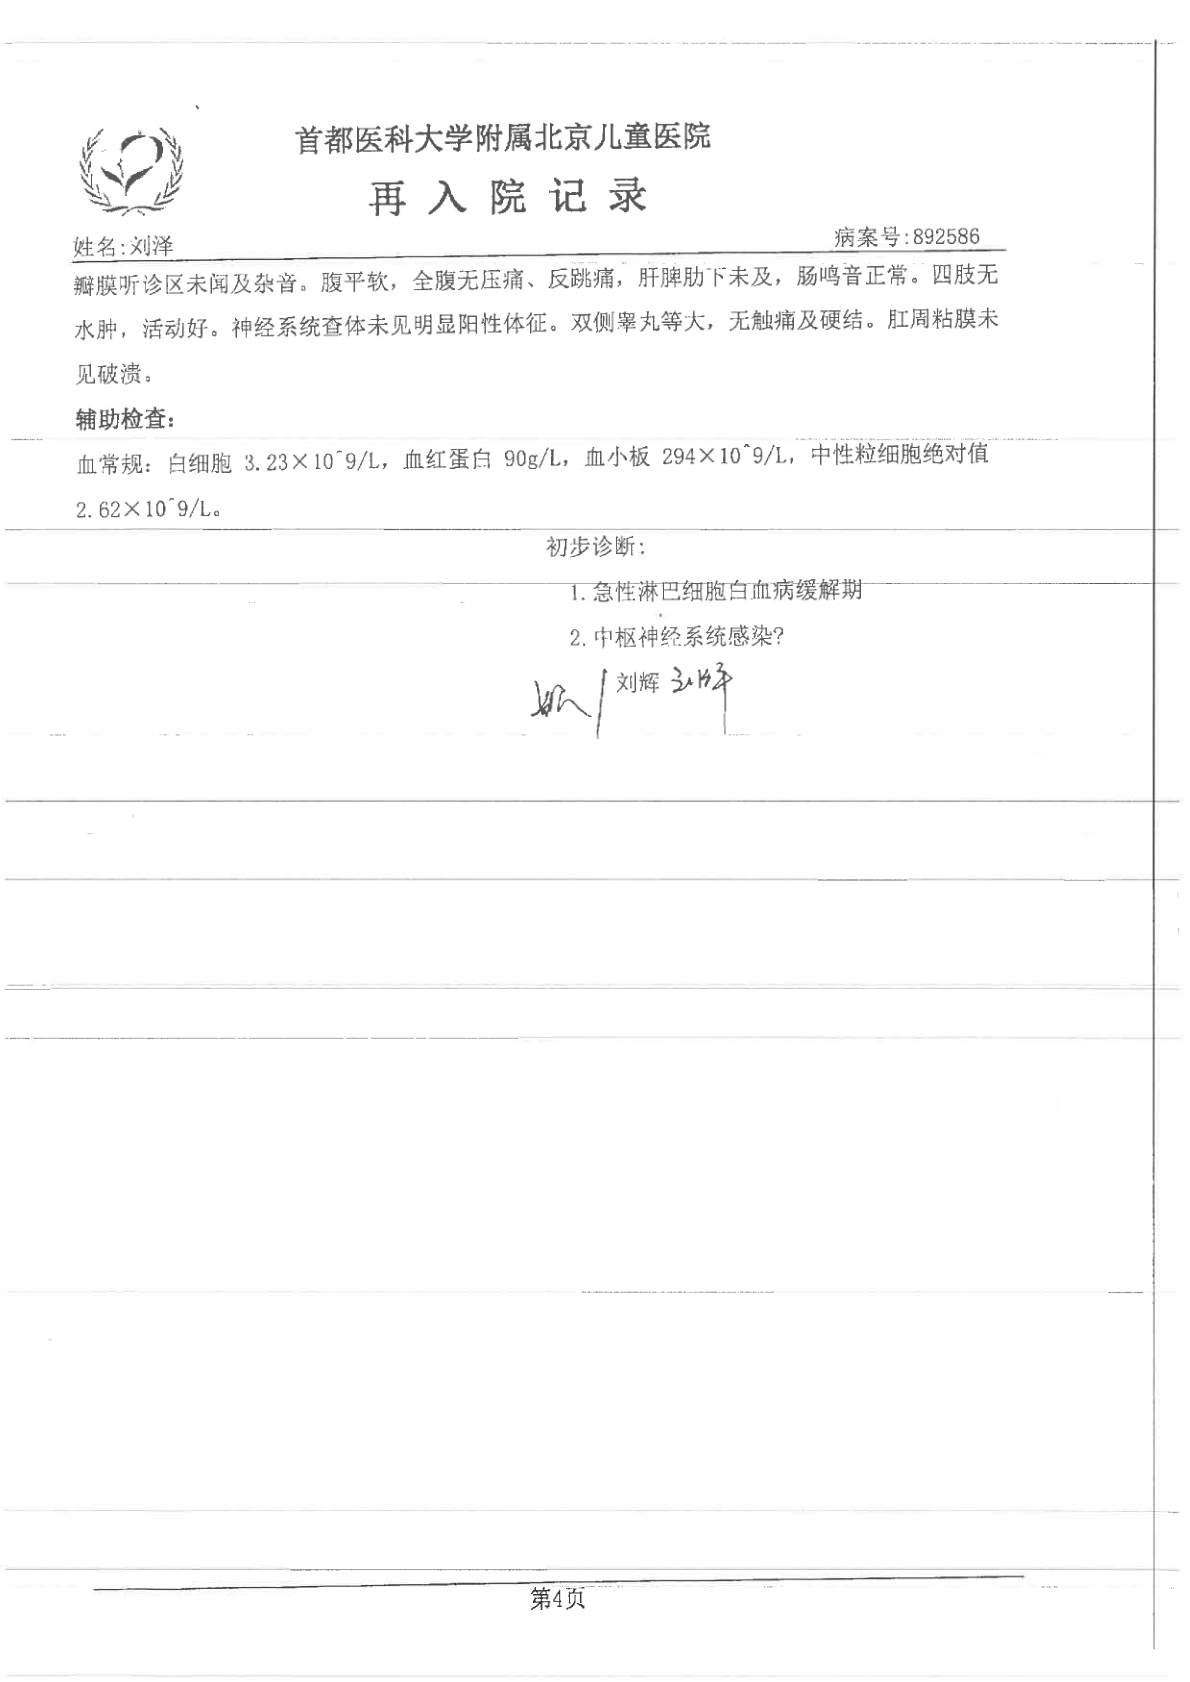 首都医科大学附属北京儿童医院
再入院记录
姓名:刘泽
病案号:892586
瓣膜听诊区未闻及杂音。腹平软，全腹无压痛、反跳痛，肝脾肋下未及，肠鸣音正常。四肢无
水肿，活动好。神经系统查体未见明显阳性体征。双侧睾丸等大，无触痛及硬结。肛周粘膜未
见破溃。
辅助检查:
血常规: 白细胞 3.23×10^9/L，血红蛋白 90g/L，血小板 294×10^9/L，中性粒细胞绝对值
2.62×10^9/L。
初步诊断:
1.急性淋巴细胞白血病缓解期
2.中枢神经系统感染?
刘辉
第4页